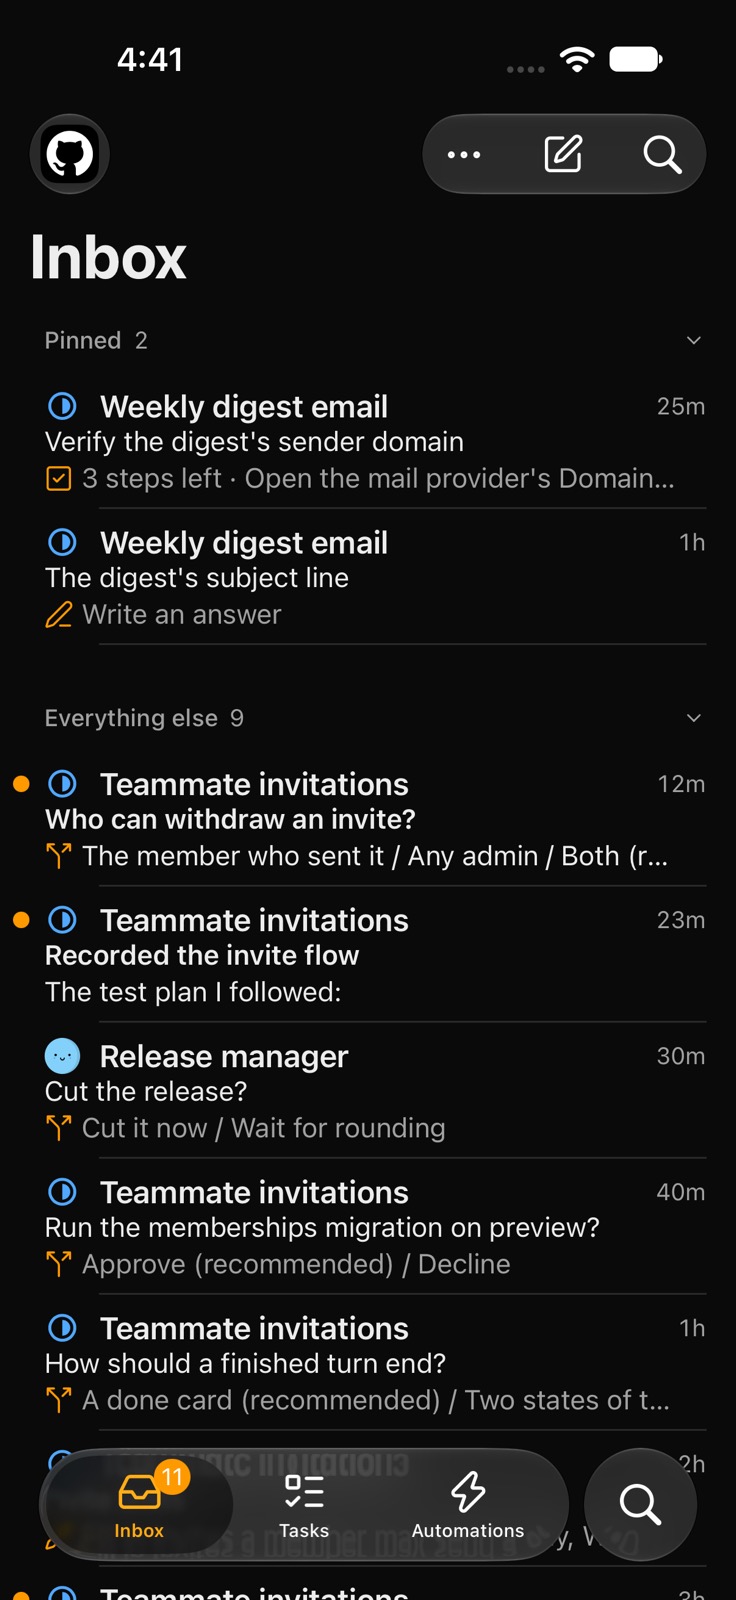 4:41
Inbox
Pinned 2
Weekly digest email 25m
Verify the digest's sender domain
3 steps left · Open the mail provider's Domain...
Weekly digest email 1h
The digest's subject line
Write an answer
Everything else 9
Teammate invitations 12m
Who can withdraw an invite?
The member who sent it / Any admin / Both (r...
Teammate invitations 23m
Recorded the invite flow
The test plan I followed:
Release manager 30m
Cut the release?
Cut it now / Wait for rounding
Teammate invitations 40m
Run the memberships migration on preview?
Approve (recommended) / Decline
Teammate invitations 1h
How should a finished turn end?
A done card (recommended) / Two states of t...
2h
11
Inbox Tasks Automations
Teammate invitations 3h